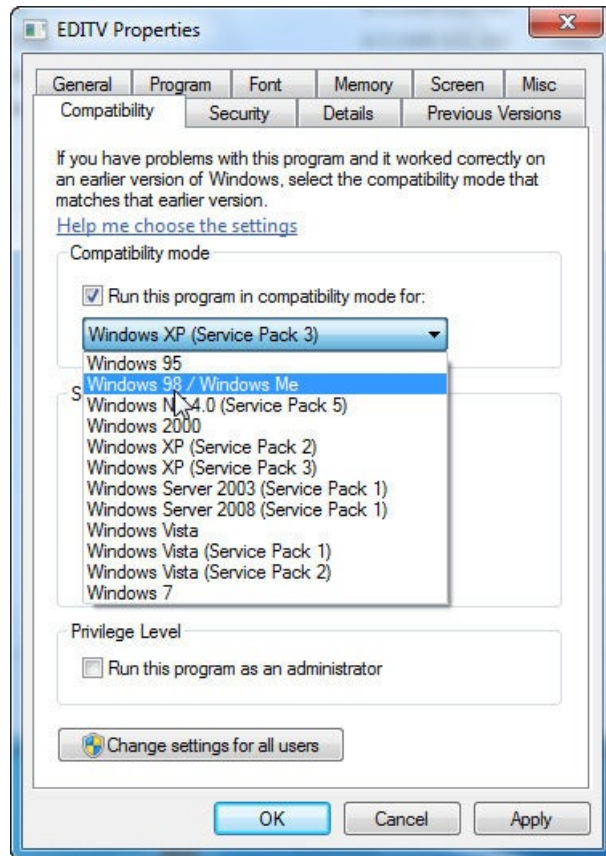 EDITV Properties
General Program Font Memory Screen Misc
Compatibility Security Details Previous Versions
If you have problems with this program and it worked correctly on
an earlier version of Windows, select the compatibility mode that
matches that earlier version.
Help me choose the settings
Compatibility mode
Run this program in compatibility mode for:
Windows XP (Service Pack 3)
Windows 95
Windows 98 / Windows Me
Windows 4.0 (Service Pack 5)
Windows 2000
Windows XP (Service Pack 2)
Windows XP (Service Pack 3)
Windows Server 2003 (Service Pack 1)
Windows Server 2008 (Service Pack 1)
Windows Vista
Windows Vista (Service Pack 1)
Windows Vista (Service Pack 2)
Windows 7
Privilege Level
Run this program as an administrator
Change settings for all users
OK Cancel Apply